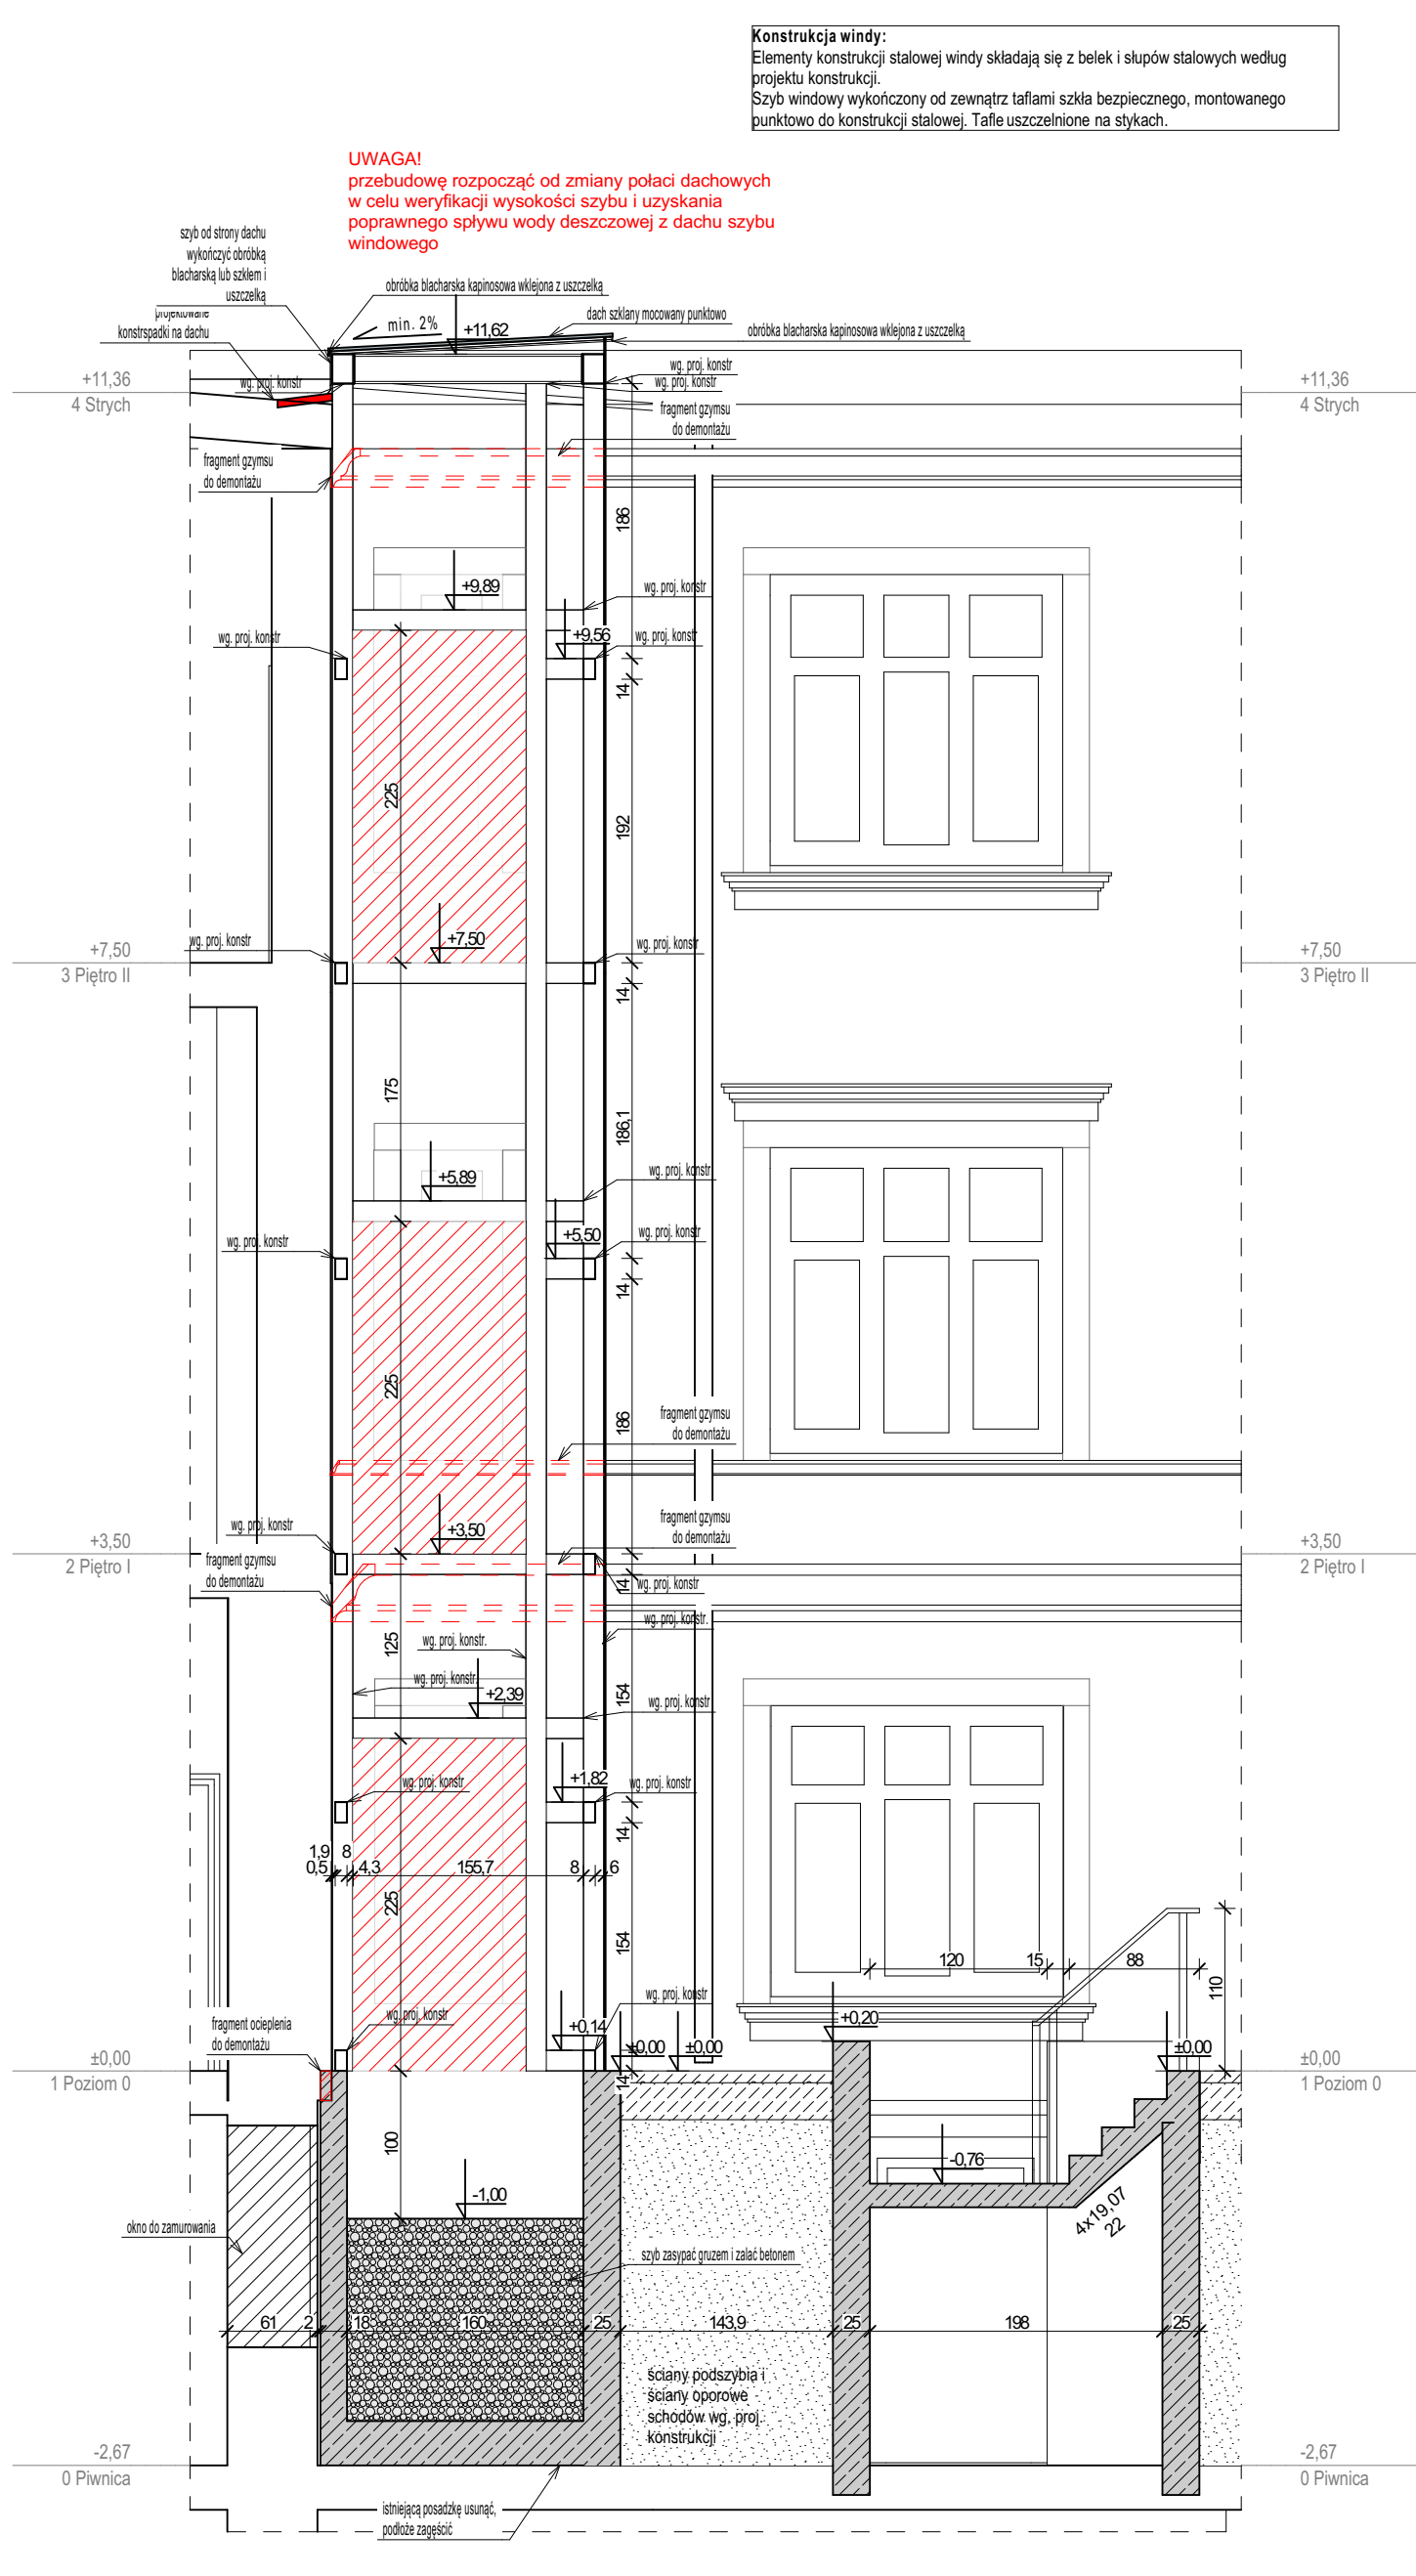 Konstrukcja windy:
Elementy konstrukcji stalowej windy składają się z belek i słupów stalowych według
projektu konstrukcji.
Szyb windowy wykończony od zewnątrz taflami szkła bezpiecznego, montowanego
punktowo do konstrukcji stalowej. Tafle uszczelnione na stykach.
UWAGA!
przebudowę rozpocząć od zmiany połaci dachowych
w celu weryfikacji wysokości szybu i uzyskania
poprawnego spływu wody deszczowej z dachu szybu
windowego
szyb od strony dachu
wykończyć obróbką
blacharską lub szkłem i
uszczelką
projektowane
konstrspadki na dachu
obróbka blacharska kapinosowa wklejona z uszczelką
dach szklany mocowany punktowo
obróbka blacharska kapinosowa wklejona z uszczelką
min. 2%
+11,62
wg. proj. konstr
wg. proj. konstr
wg. proj. konstr
+11,36
4 Strych
+11,36
4 Strych
fragment gzymsu
do demontażu
fragment gzymsu
do demontażu
186
+9,89
wg. proj. konstr
+9,56
wg. proj. konstr
wg. proj. konstr
14
225
192
+7,50
3 Piętro II
wg. proj. konstr
+7,50
wg. proj. konstr
+7,50
3 Piętro II
14
175
186,1
+5,89
wg. proj. konstr
+5,50
wg. proj. konstr
wg. proj. konstr
14
225
186
fragment gzymsu
do demontażu
+3,50
2 Piętro I
wg. proj. konstr
+3,50
fragment gzymsu
do demontażu
+3,50
2 Piętro I
fragment gzymsu
do demontażu
14
wg. proj. konstr
wg. proj. konstr.
125
wg. proj. konstr.
wg. proj. konstr.
+2,39
154
wg. proj. konstr
+1,82
wg. proj. konstr
wg. proj. konstr
14
1,9
8
0,5
4,3
155,7
8
6
225
154
120
15
88
110
wg. proj. konstr
wg. proj. konstr
fragment ocieplenia
do demontażu
+0,14
±0,00
±0,00
+0,20
±0,00
±0,00
1 Poziom 0
±0,00
1 Poziom 0
14
100
-1,00
-0,76
4x19,07
22
okno do zamurowania
szyb zasypać gruzem i zalać betonem
61
2
18
160
25
143,9
25
198
25
ściany podszybia i
ściany oporowe
schodów wg. proj.
konstrukcji
-2,67
0 Piwnica
-2,67
0 Piwnica
istniejącą posadzkę usunąć,
podłoże zagęścić